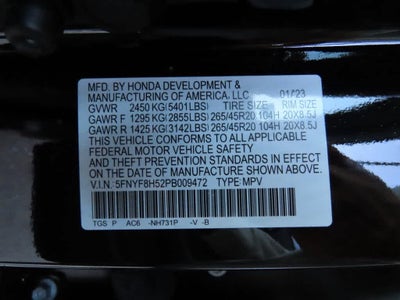 MFD. BY HONDA DEVELOPMENT &
MANUFACTURING OF AMERICA, LLC 01/23
GVWR 2450 KG(5401LBS) TIRE SIZE RIM SIZE
GAWR F 1295 KG(2855LBS) 265/45R20 104H 20X8.5J
GAWR R 1425 KG(3142LBS) 265/45R20 104H 20X8.5J
THIS VEHICLE CONFORMS TO ALL APPLICABLE
FEDERAL MOTOR VEHICLE SAFETY
AND THEFT PREVENTION STANDARDS IN EFFECT
ON THE DATE OF MANUFACTURE SHOWN ABOVE.
V.I.N. 5FNYF8H52PB009472 TYPE:MPV
TGS P AC6 -NH731P -V -B